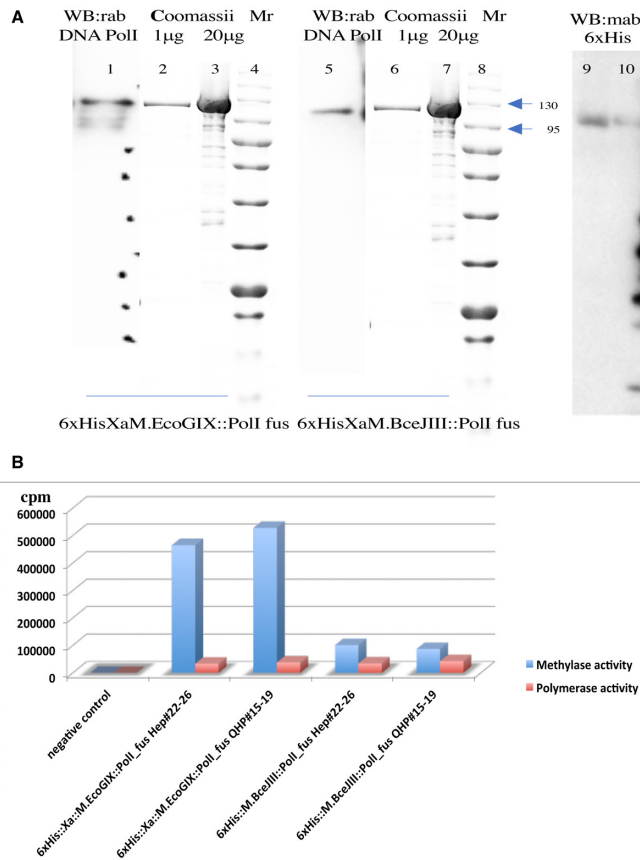 A
WB:rab
DNA PolI
Coomassii
1µg 20µg
Mr
WB:rab
DNA PolI
Coomassii
1µg 20µg
Mr
WB:mab
6xHis
1 2 3 4 5 6 7 8 9 10
130
95
6xHisXaM.EcoGIX::PolI fus
6xHisXaM.BceJIII::PolI fus
B
cpm
600000
500000
400000
300000
200000
100000
0
negative control
6xHis::Xa::M.EcoGIX::PolI_fus Hep#22-26
6xHis::Xa::M.EcoGIX::PolI_fus QHP#15-19
6xHis::M.BceJIII::PolI_fus Hep#22-26
6xHis::M.BceJIII::PolI_fus QHP#15-19
Methylase activity
Polymerase activity